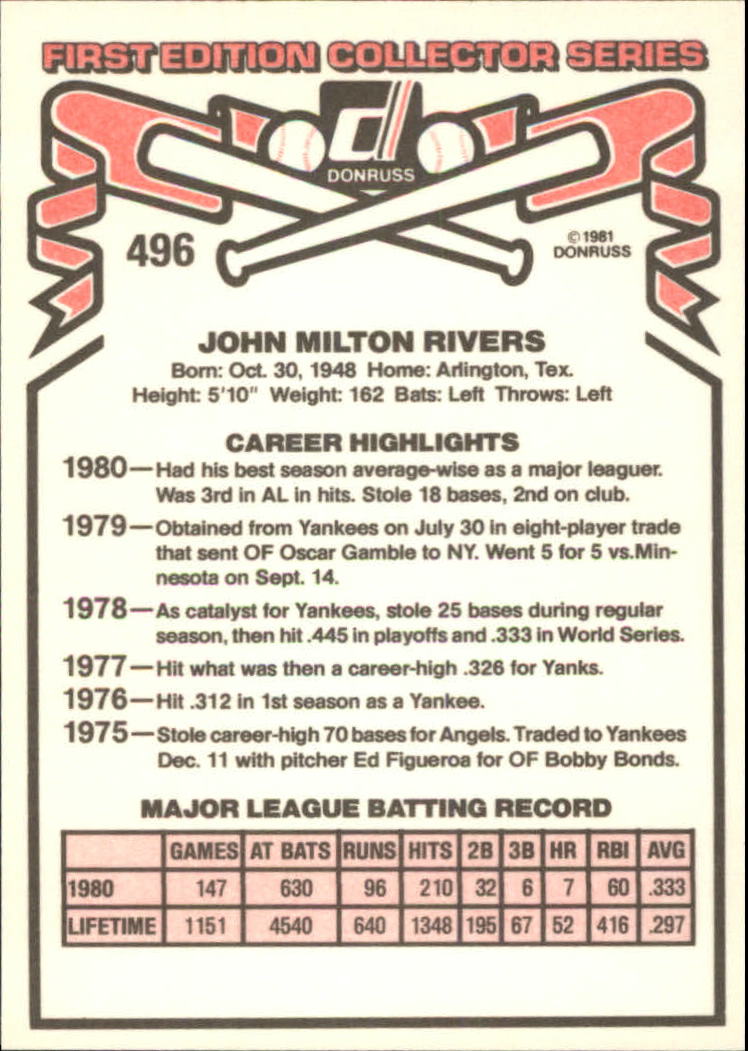 FIRST EDITION COLLECTOR SERIES
d
DONRUSS
496
©1981
DONRUSS
JOHN MILTON RIVERS
Born: Oct. 30, 1948 Home: Arlington, Tex.
Height: 5'10" Weight: 162 Bats: Left Throws: Left
CAREER HIGHLIGHTS
1980—Had his best season average-wise as a major leaguer.
Was 3rd in AL in hits. Stole 18 bases, 2nd on club.
1979—Obtained from Yankees on July 30 in eight-player trade
that sent OF Oscar Gamble to NY. Went 5 for 5 vs.Min-
nesota on Sept. 14.
1978—As catalyst for Yankees, stole 25 bases during regular
season, then hit .445 in playoffs and .333 in World Series.
1977—Hit what was then a career-high .326 for Yanks.
1976—Hit .312 in 1st season as a Yankee.
1975—Stole career-high 70 bases for Angels. Traded to Yankees
Dec. 11 with pitcher Ed Figueroa for OF Bobby Bonds.
MAJOR LEAGUE BATTING RECORD
GAMES AT BATS RUNS HITS 2B 3B HR RBI AVG
1980 147 630 96 210 32 6 7 60 .333
LIFETIME 1151 4540 640 1348 195 67 52 416 .297